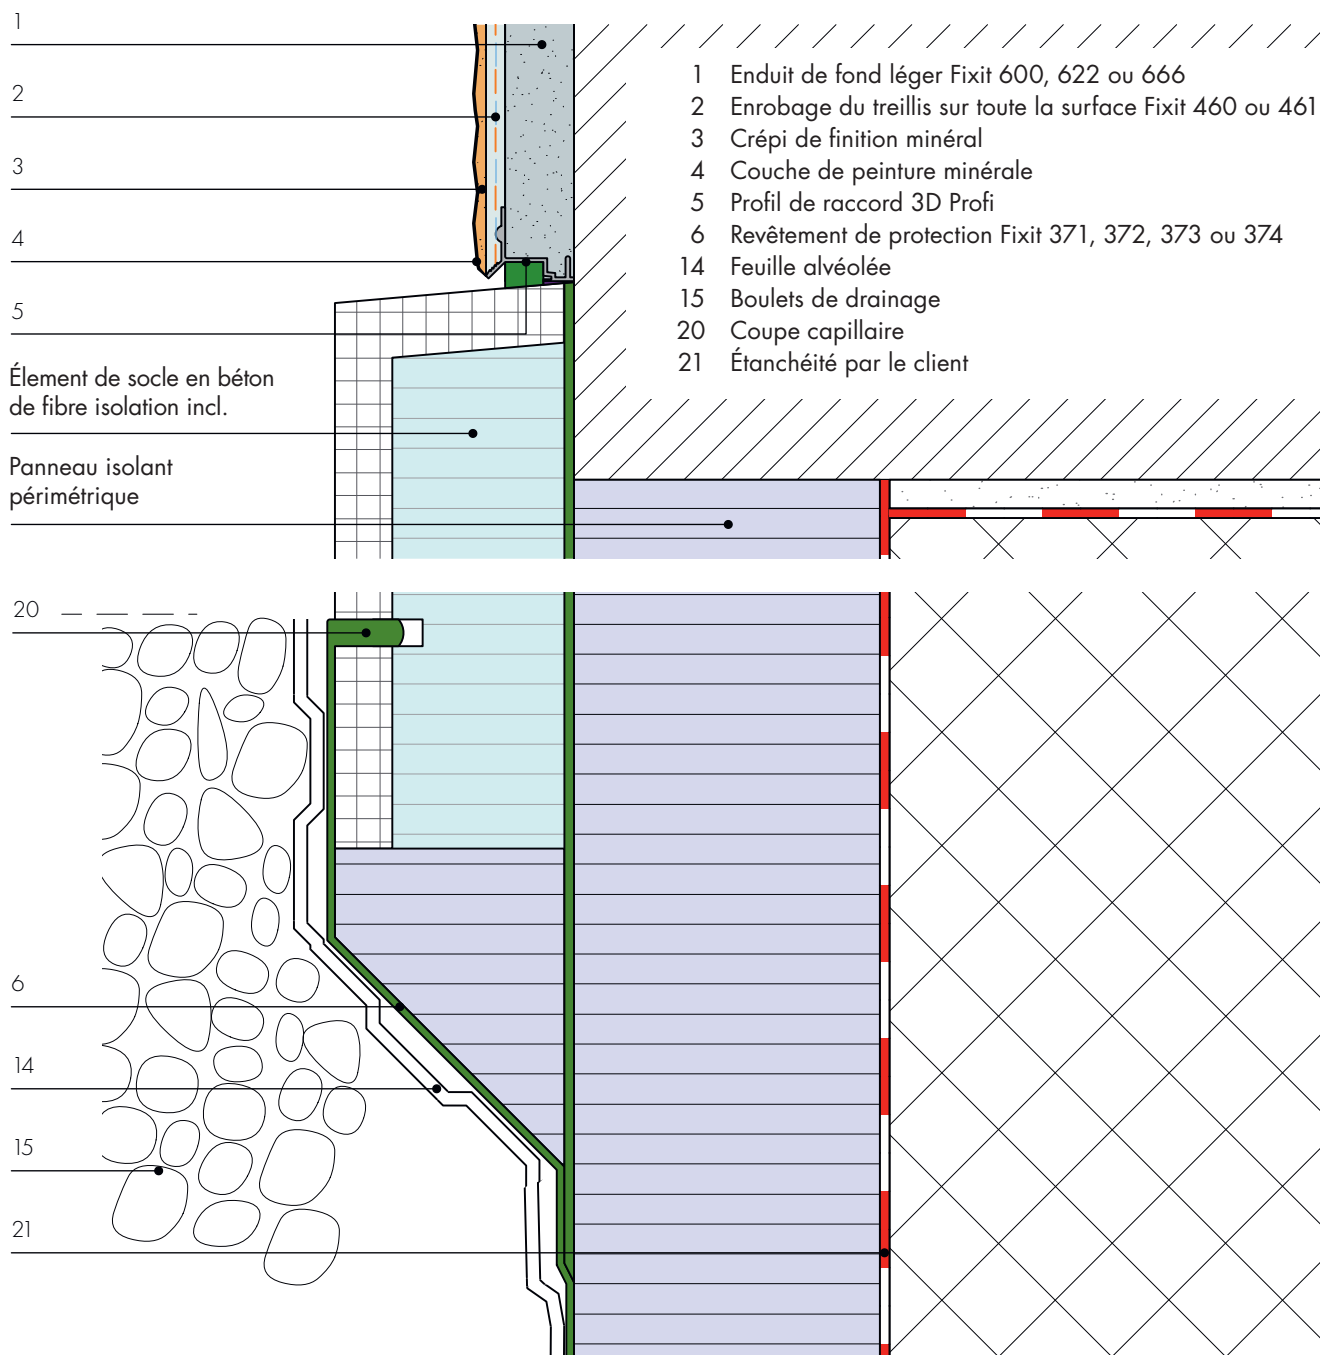 1
2
3
4
5
Élement de socle en béton
de fibre isolation incl.
Panneau isolant
périmétrique
20
6
14
15
21
1 Enduit de fond léger Fixit 600, 622 ou 666
2 Enrobage du treillis sur toute la surface Fixit 460 ou 461
3 Crépi de finition minéral
4 Couche de peinture minérale
5 Profil de raccord 3D Profi
6 Revêtement de protection Fixit 371, 372, 373 ou 374
14 Feuille alvéolée
15 Boulets de drainage
20 Coupe capillaire
21 Étanchéité par le client